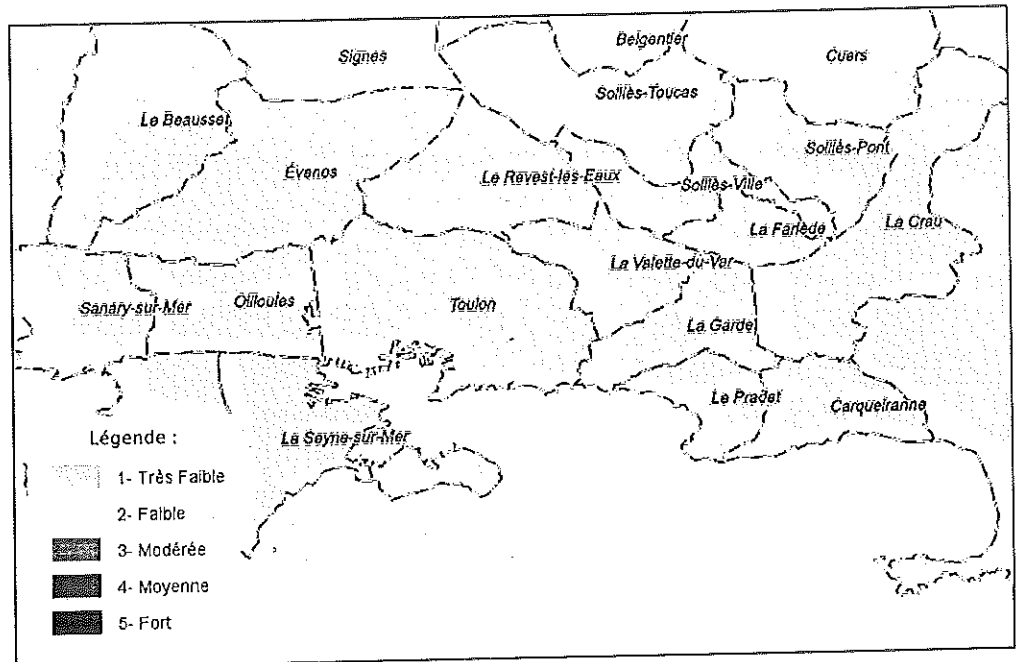 Signes
Belgentier
Cuers
Solliès-Toucas
Le Beausset
Solliès-Pont
Évenos
Le Revest-les-Eaux
Solliès-Ville
La Farlède
La Crau
La Valette-du-Var
Sanary-sur-Mer
Ollioules
Toulon
La Garde
Le Pradet
Carqueiranne
La Seyne-sur-Mer
Légende :
1- Très Faible
2- Faible
3- Modérée
4- Moyenne
5- Fort